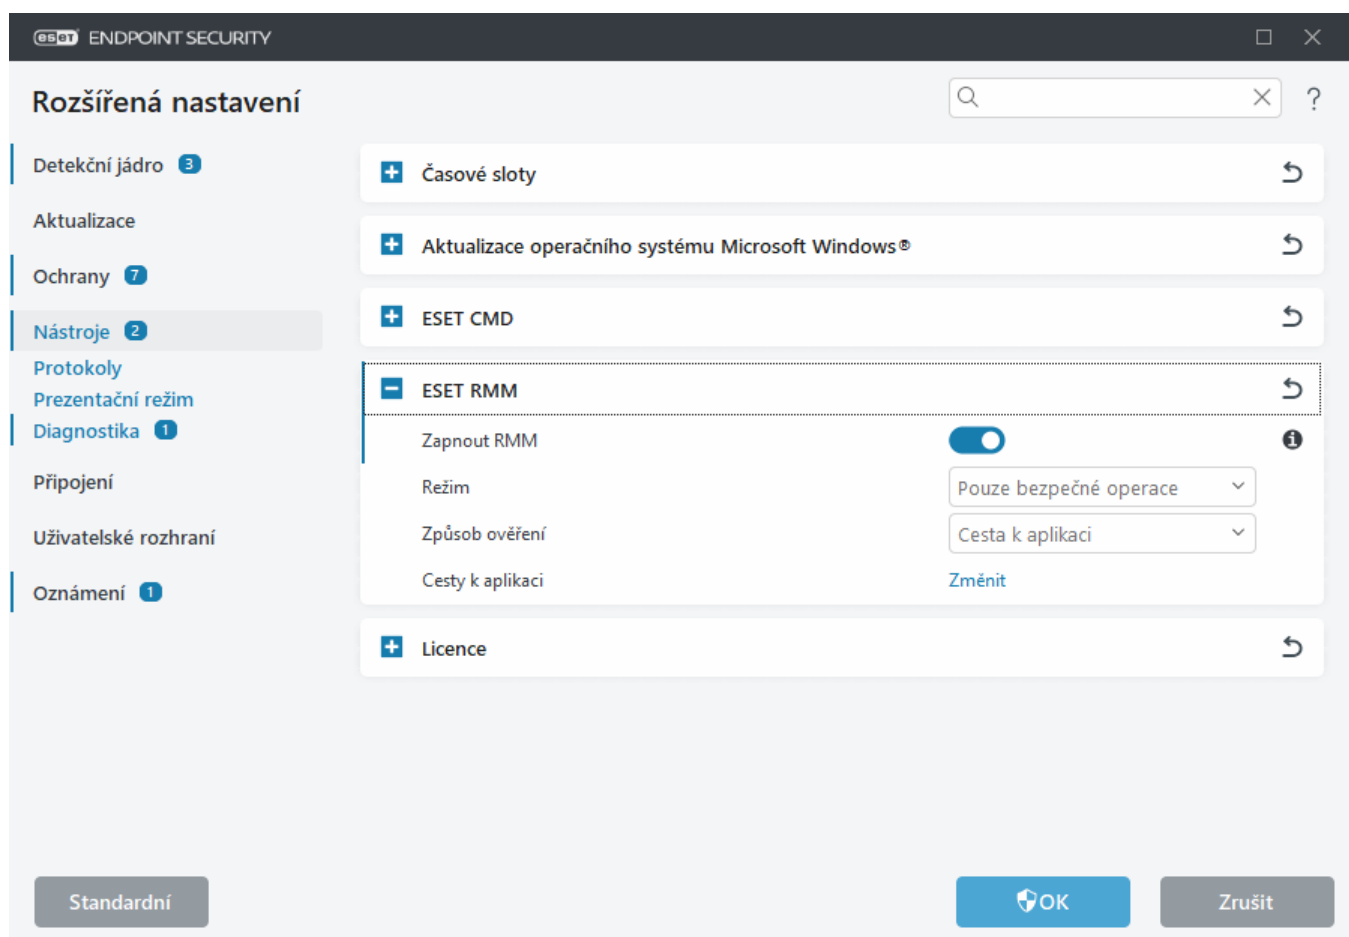 eset ENDPOINT SECURITY
Rozšířená nastavení
?
Detekční jádro 3
Aktualizace
Ochrany 7
Nástroje 2
Protokoly
Prezentační režim
Diagnostika 1
Připojení
Uživatelské rozhraní
Oznámení 1
Časové sloty
Aktualizace operačního systému Microsoft Windows®
ESET CMD
ESET RMM
Zapnout RMM
Režim Pouze bezpečné operace
Způsob ověření Cesta k aplikaci
Cesty k aplikaci Změnit
Licence
Standardní
OK
Zrušit